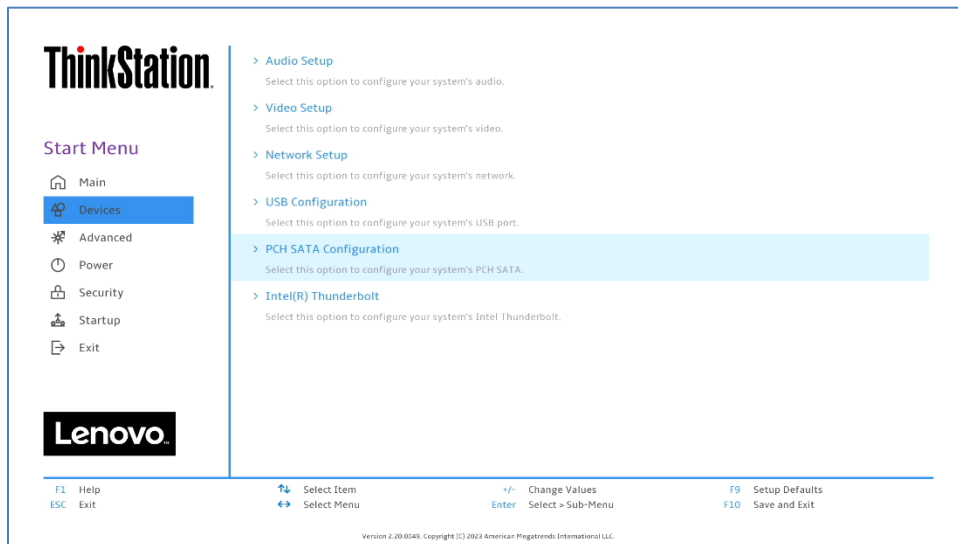 ThinkStation
Start Menu
Main
Devices
Advanced
Power
Security
Startup
Exit
Lenovo™
> Audio Setup
Select this option to configure your system's audio.
> Video Setup
Select this option to configure your system's video.
> Network Setup
Select this option to configure your system's network.
> USB Configuration
Select this option to configure your system's USB port.
> PCH SATA Configuration
Select this option to configure your system's PCH SATA.
> Intel(R) Thunderbolt
Select this option to configure your system's Intel Thunderbolt.
F1 Help ↑↓ Select Item +/- Change Values F9 Setup Defaults
ESC Exit ↔ Select Menu Enter Select > Sub-Menu F10 Save and Exit
Version 2.20.0049. Copyright (C) 2023 American Megatrends International LLC.